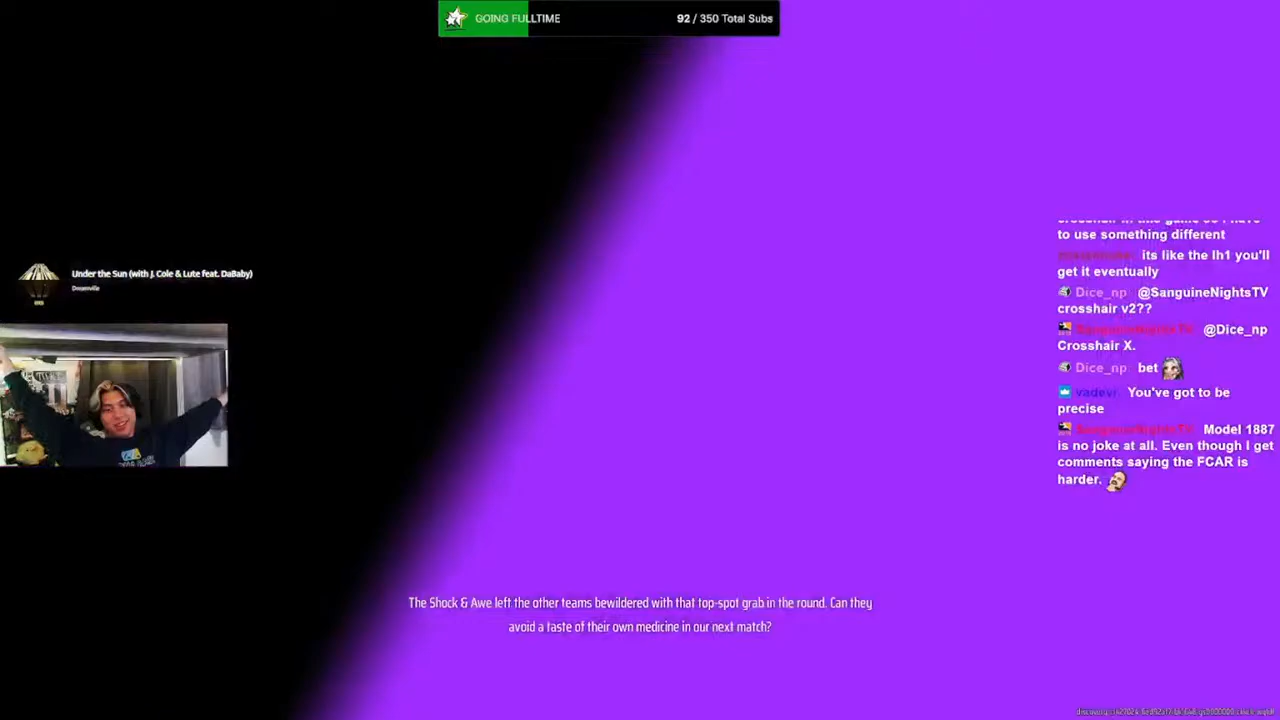 GOING FULLTIME
92 / 350 Total Subs
Under the Sun (with J. Cole & Lute feat. DaBaby)
Dreamville
to use something different
its like the lh1 you'll
get it eventually
Dice_np @SanguineNightsTV
crosshair v2??
SanguineNightsTV @Dice_np
Crosshair X.
Dice_np bet
You've got to be
precise
SanguineNightsTV Model 1887
is no joke at all. Even though I get
comments saying the FCAR is
harder.
The Shock & Awe left the other teams bewildered with that top-spot grab in the round. Can they
avoid a taste of their own medicine in our next match?